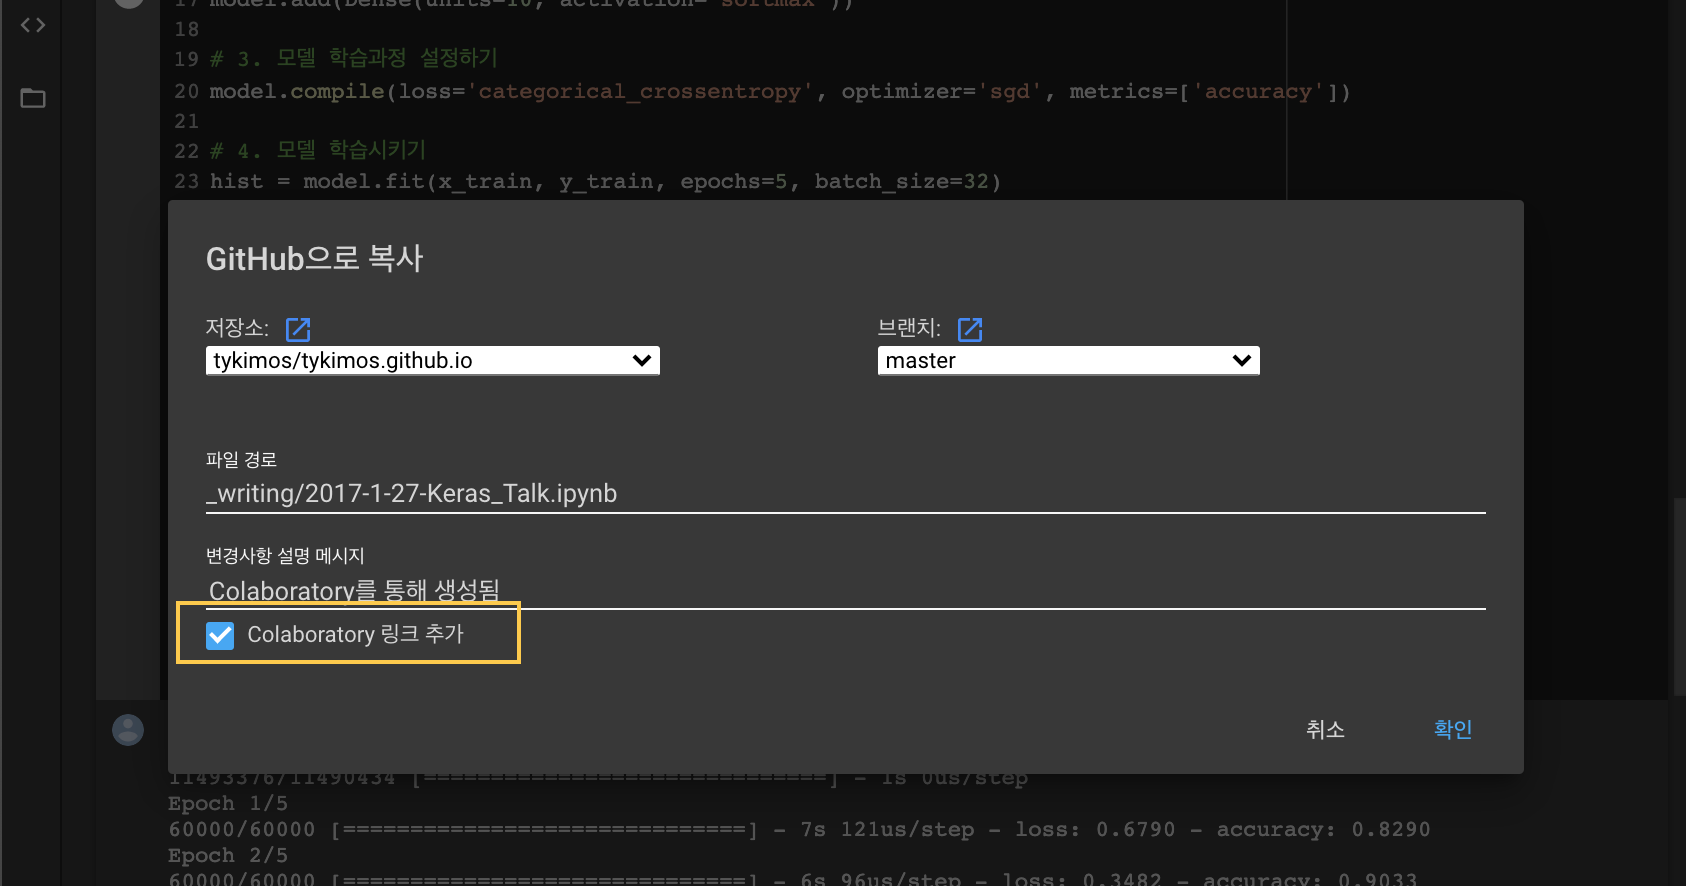 17 model.add(Dense(units=10, activation='softmax'))
18
19 # 3. 모델 학습과정 설정하기
20 model.compile(loss='categorical_crossentropy', optimizer='sgd', metrics=['accuracy'])
21
22 # 4. 모델 학습시키기
23 hist = model.fit(x_train, y_train, epochs=5, batch_size=32)
GitHub으로 복사
저장소: 브랜치:
tykimos/tykimos.github.io master
파일 경로
_writing/2017-1-27-Keras_Talk.ipynb
변경사항 설명 메시지
Colaboratory를 통해 생성됨
Colaboratory 링크 추가
취소 확인
11493376/11490434 [==============================] - 1s 0us/step
Epoch 1/5
60000/60000 [==============================] - 7s 121us/step - loss: 0.6790 - accuracy: 0.8290
Epoch 2/5
60000/60000 [==============================] - 6s 96us/step - loss: 0.3482 - accuracy: 0.9033